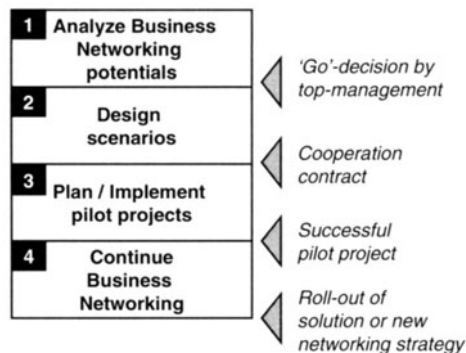 1 Analyze Business
Networking
potentials
'Go'-decision by
top-management
2 Design
scenarios
Cooperation
contract
3 Plan / Implement
pilot projects
Successful
pilot project
4 Continue
Business
Networking
Roll-out of
solution or new
networking strategy